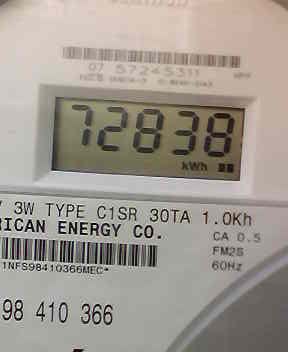 07 57245311
72838
kWh
3W TYPE C1SR 30TA 1.0Kh
RICAN ENERGY CO. CA 0.5
FM2S
1NFS98410366MEC* 60Hz
98 410 366